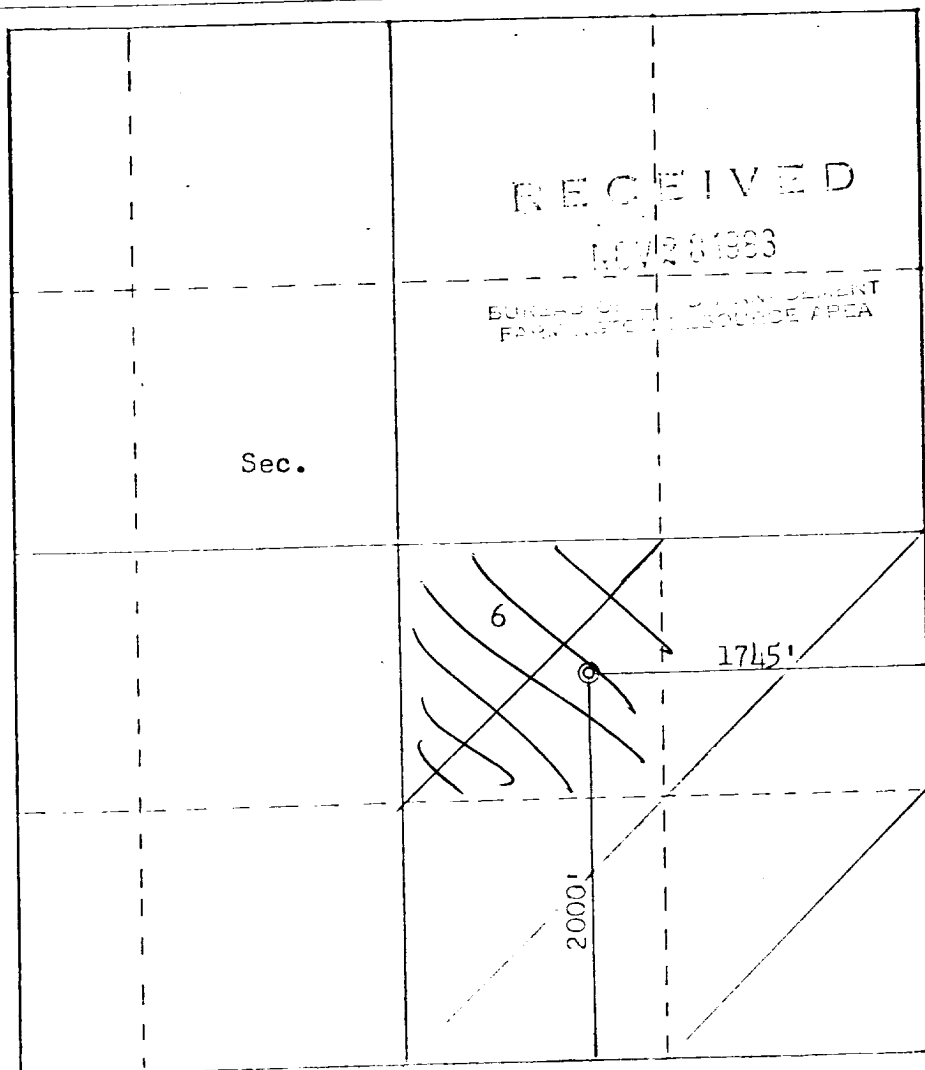 RECEIVED
NOV 28 1983
BUREAU OF LAND MANAGEMENT
FARMINGTON RESOURCE AREA
Sec.
6
1745'
2000'